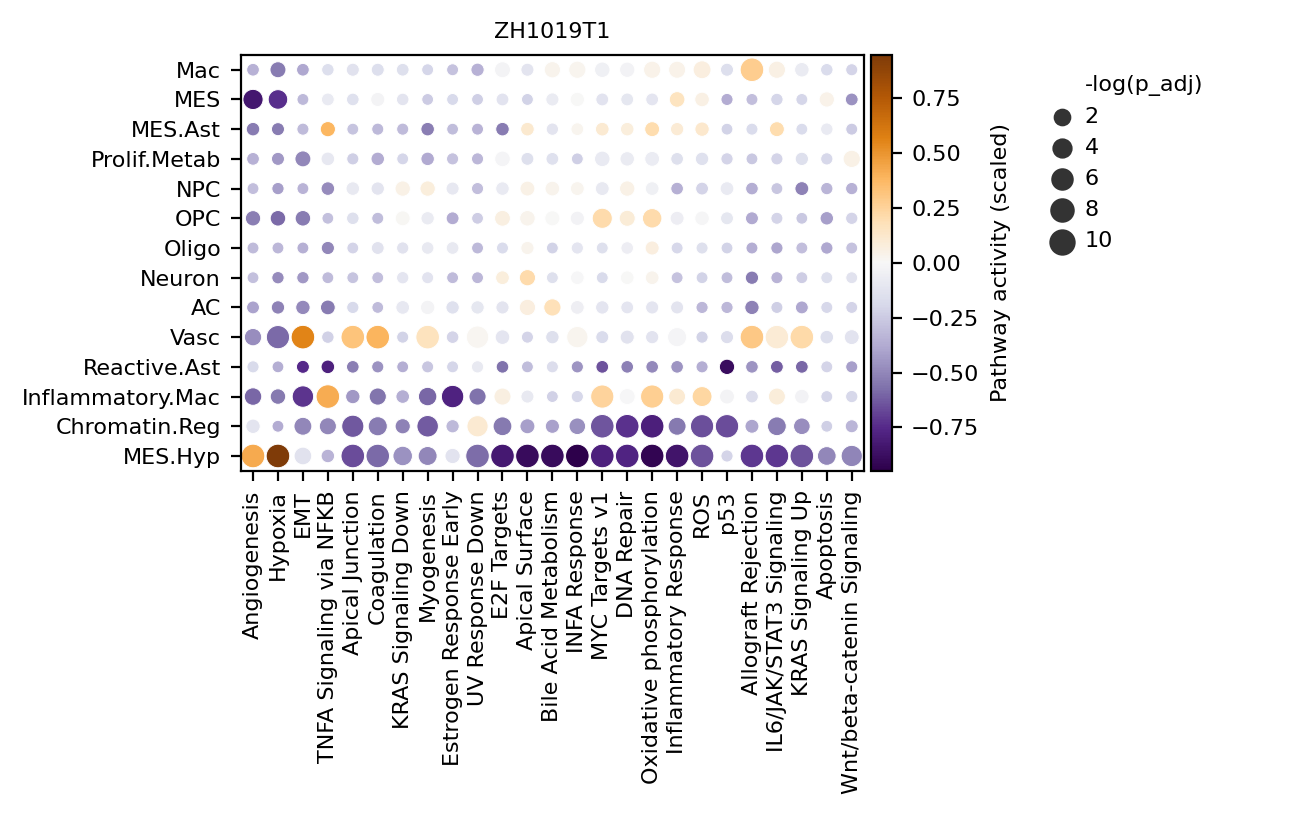 ZH1019T1
Mac
MES
MES.Ast
Prolif.Metab
NPC
OPC
Oligo
Neuron
AC
Vasc
Reactive.Ast
Inflammatory.Mac
Chromatin.Reg
MES.Hyp
Angiogenesis
Hypoxia
EMT
TNFA Signaling via NFKB
Apical Junction
Coagulation
KRAS Signaling Down
Myogenesis
Estrogen Response Early
UV Response Down
E2F Targets
Apical Surface
Bile Acid Metabolism
INFA Response
MYC Targets v1
DNA Repair
Oxidative phosphorylation
Inflammatory Response
ROS
p53
Allograft Rejection
IL6/JAK/STAT3 Signaling
KRAS Signaling Up
Apoptosis
Wnt/beta-catenin Signaling
0.75
0.50
0.25
0.00
−0.25
−0.50
−0.75
Pathway activity (scaled)
-log(p_adj)
2
4
6
8
10